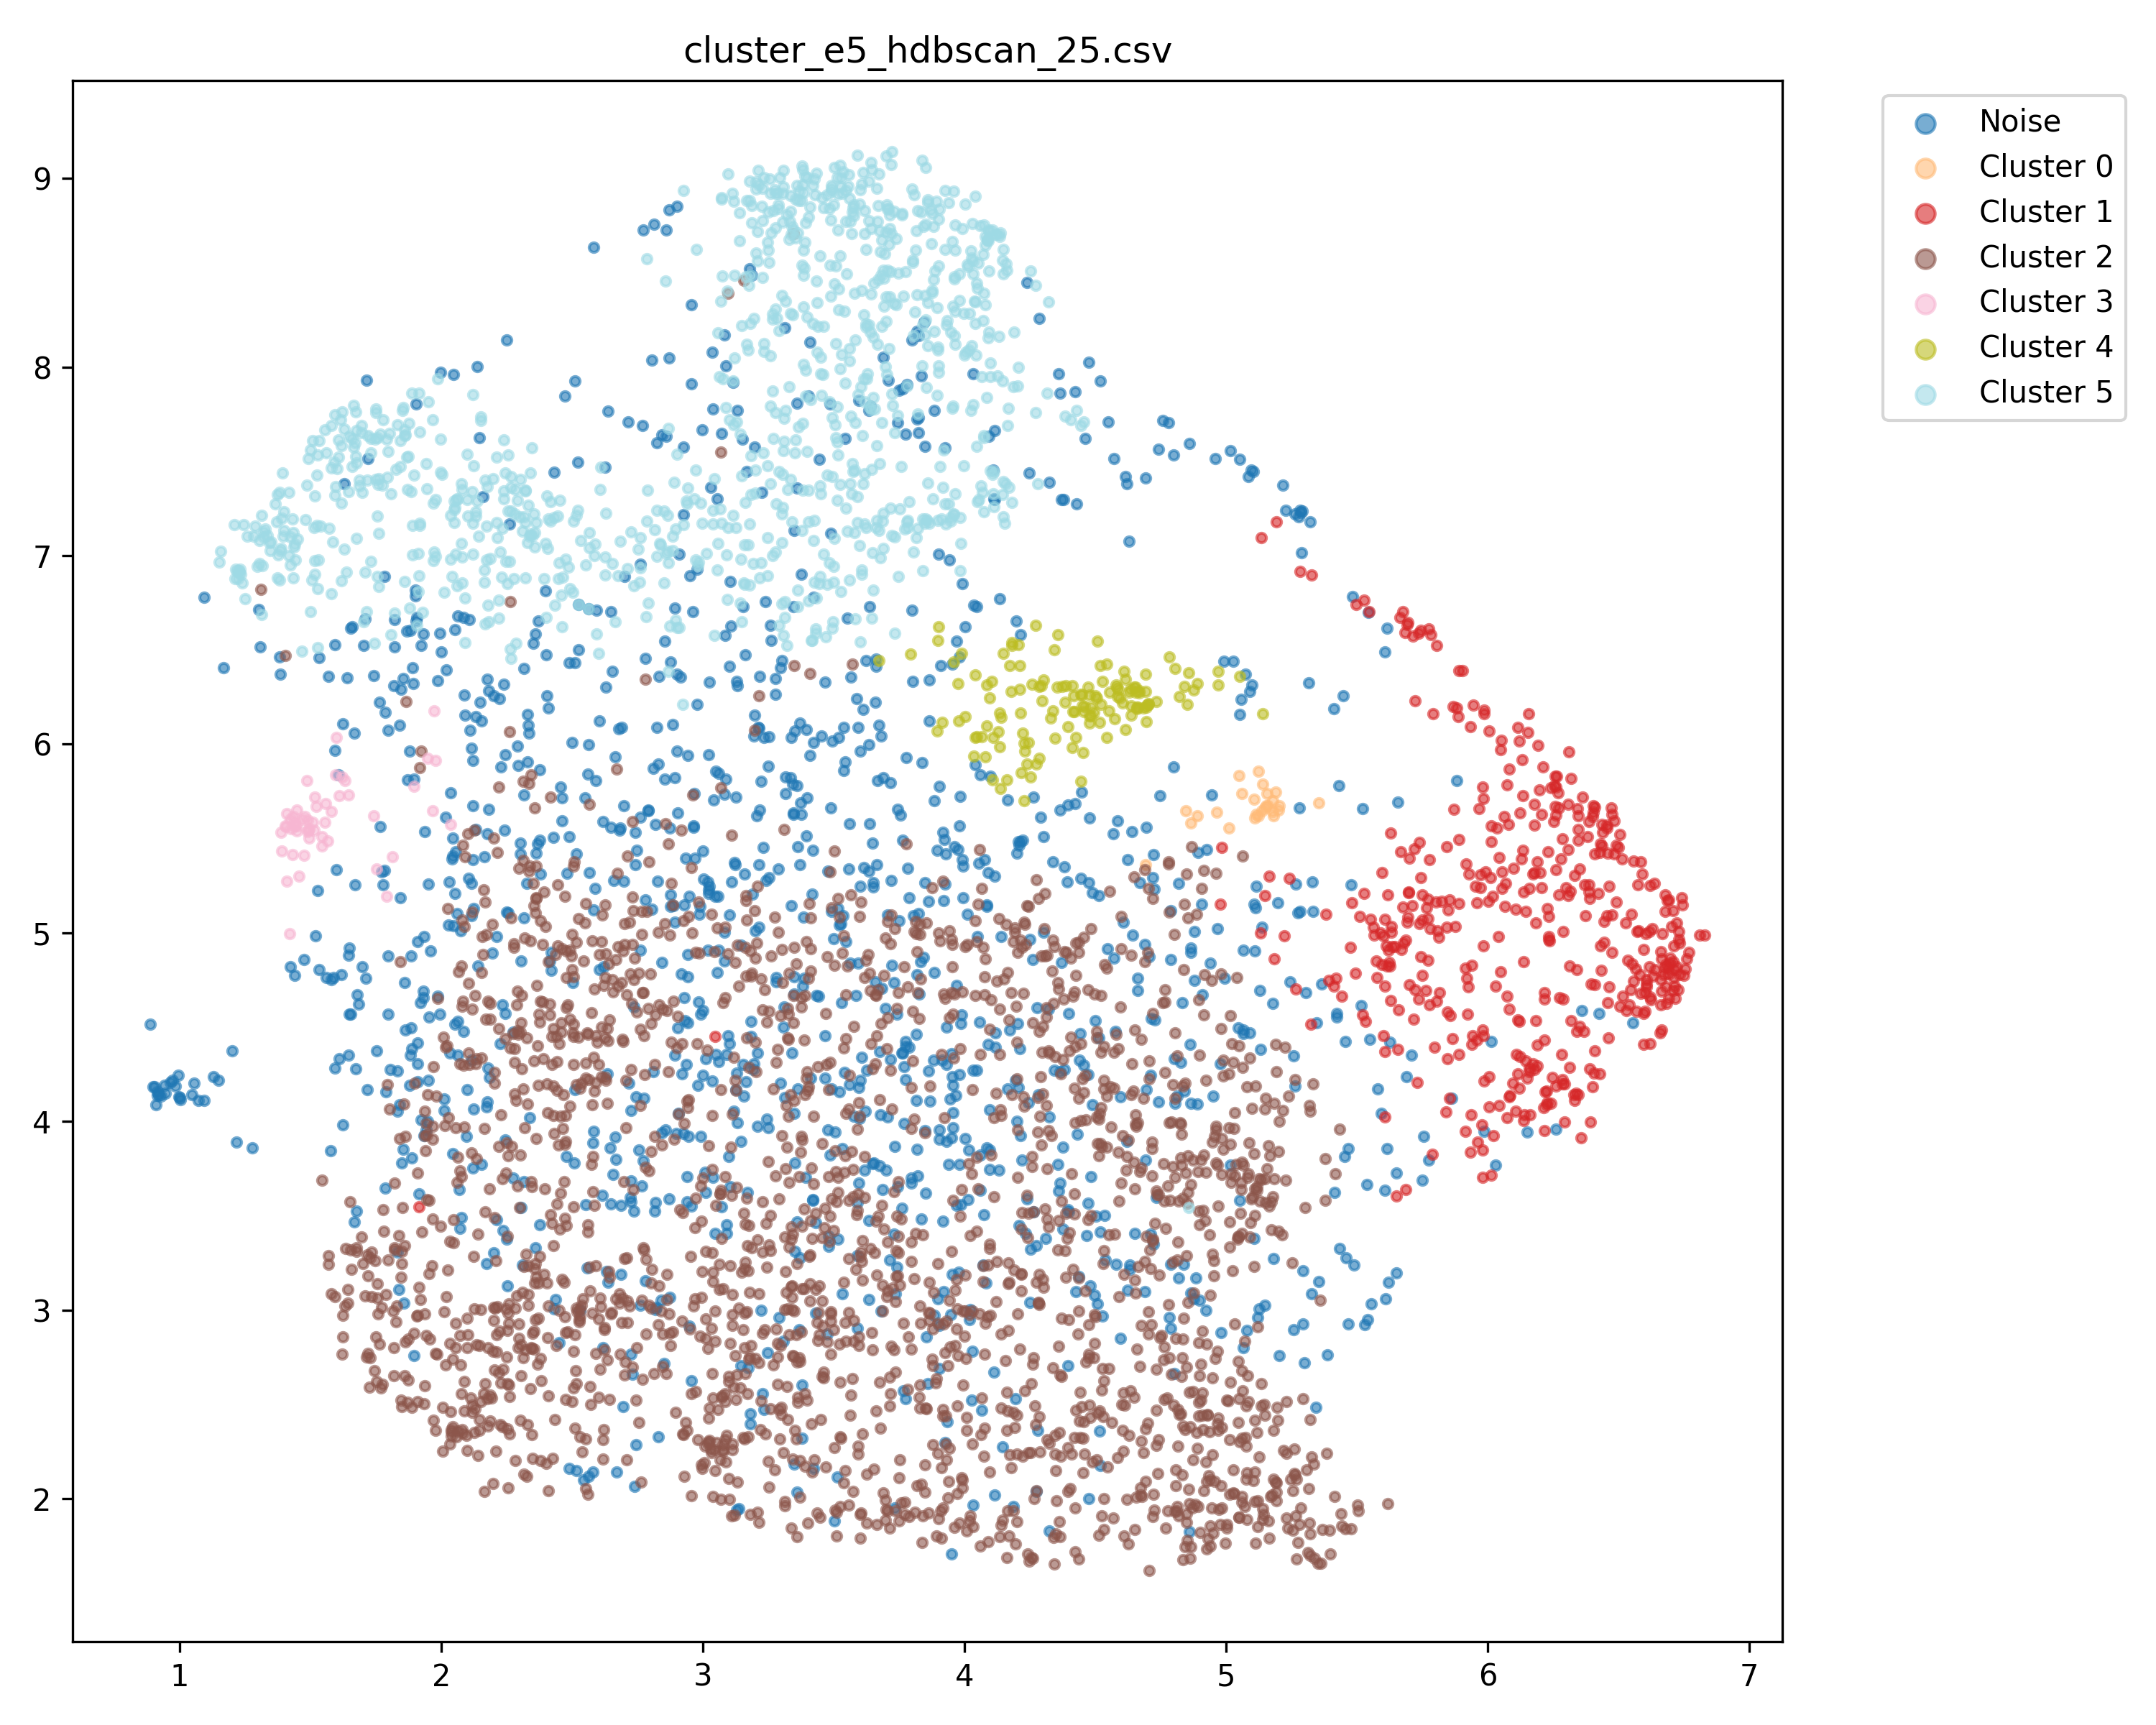 cluster_e5_hdbscan_25.csv
Noise
Cluster 0
Cluster 1
Cluster 2
Cluster 3
Cluster 4
Cluster 5
9
8
7
6
5
4
3
2
1 2 3 4 5 6 7